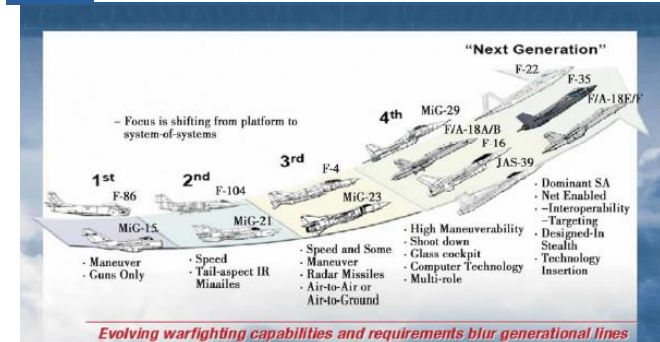 "Next Generation"
F-22
F-35
F/A-18E/F
4th
MiG-29
F/A-18A/B
F-16
JAS-39
– Focus is shifting from platform to
system-of-systems
3rd
F-4
MiG-23
1st
F-86
MiG-15
2nd
F-104
MiG-21
· Maneuver
· Guns Only
· Speed
· Tail-aspect IR
Miaailes
· Speed and Some
· Maneuver
· Radar Missiles
· Air-to-Air or
Air-to-Ground
· High Maneuverability
· Shoot down
· Glass cockpit
· Computer Technology
· Multi-role
· Dominant SA
· Net Enabled
–Interoperability
–Targeting
· Designed-In
Stealth
· Technology
Insertion
Evolving warfighting capabilities and requirements blur generational lines